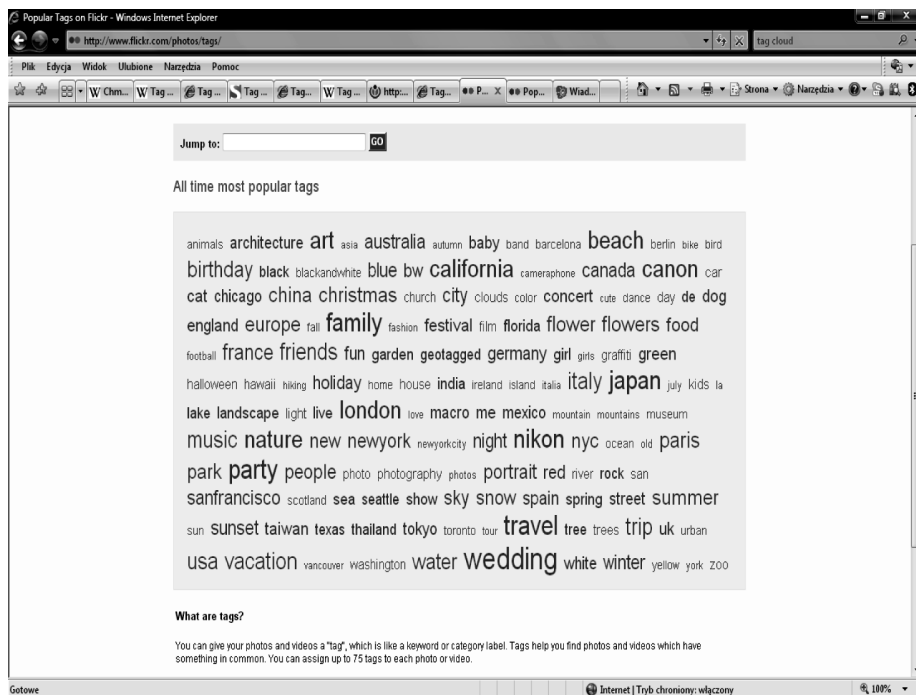 Popular Tags on Flickr - Windows Internet Explorer
http://www.flickr.com/photos/tags/
tag cloud
Plik Edycja Widok Ulubione Narzędzia Pomoc
Chm... Tag ... Tag ... Tag ... Tag ... Tag ... http:... Tag... P... X Pop... Wiad... Strona Narzędzia
Jump to: GO
All time most popular tags
animals architecture art asia australia autumn baby band barcelona beach berlin bike bird
birthday black blackandwhite blue bw california cameraphone canada canon car
cat chicago china christmas church city clouds color concert cute dance day de dog
england europe fall family fashion festival film florida flower flowers food
football france friends fun garden geotagged germany girl girls graffiti green
halloween hawaii hiking holiday home house india ireland island italia italy japan july kids la
lake landscape light live london love macro me mexico mountain mountains museum
music nature new newyork newyorkcity night nikon nyc ocean old paris
park party people photo photography photos portrait red river rock san
sanfrancisco scotland sea seattle show sky snow spain spring street summer
sun sunset taiwan texas thailand tokyo toronto tour travel tree trees trip uk urban
usa vacation vancouver washington water wedding white winter yellow york zoo
What are tags?
You can give your photos and videos a "tag", which is like a keyword or category label. Tags help you find photos and videos which have
something in common. You can assign up to 75 tags to each photo or video.
Gotowe Internet | Tryb chroniony: włączony 100%